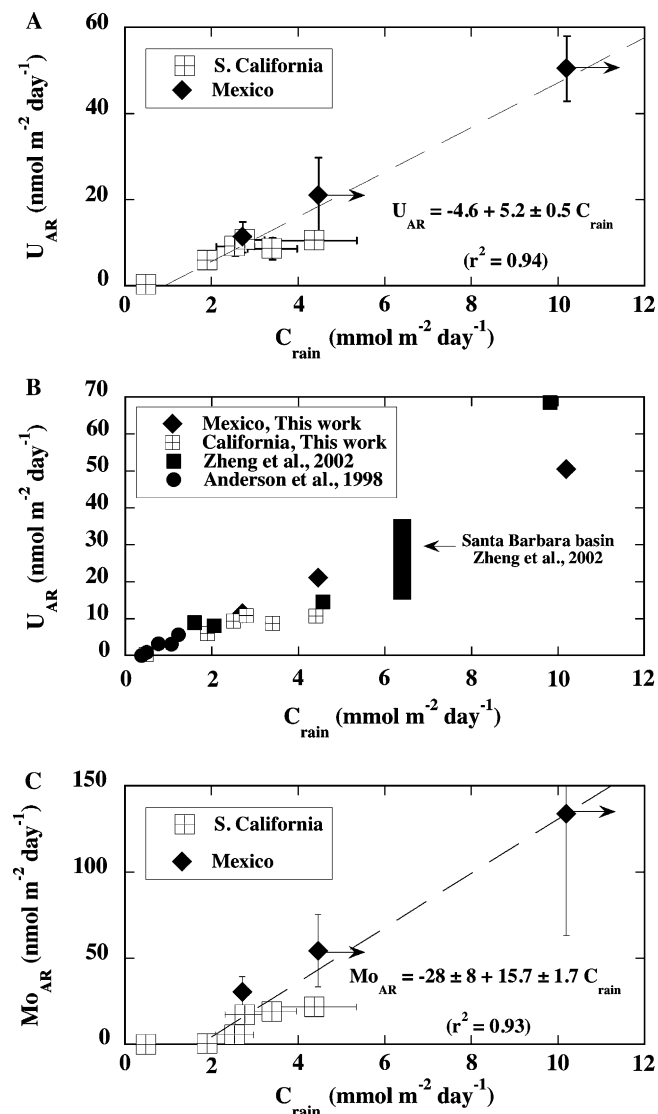 A
60
40
20
0
U_AR (nmol m^-2 day^-1)
S. California
Mexico
U_AR = -4.6 + 5.2 ± 0.5 C_rain
(r^2 = 0.94)
0 2 4 6 8 10 12
C_rain (mmol m^-2 day^-1)
B
70
60
50
40
30
20
10
0
U_AR (nmol m^-2 day^-1)
Mexico, This work
California, This work
Zheng et al., 2002
Anderson et al., 1998
Santa Barbara basin
Zheng et al., 2002
0 2 4 6 8 10 12
C_rain (mmol m^-2 day^-1)
C
150
100
50
0
Mo_AR (nmol m^-2 day^-1)
S. California
Mexico
Mo_AR = -28 ± 8 + 15.7 ± 1.7 C_rain
(r^2 = 0.93)
0 2 4 6 8 10 12
C_rain (mmol m^-2 day^-1)